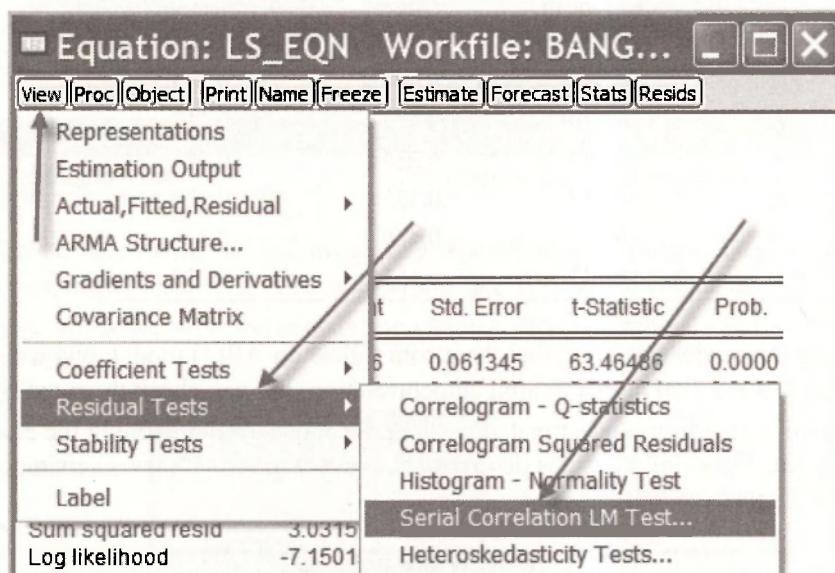 Equation: LS_EQN Workfile: BANG...
View Proc Object Print Name Freeze Estimate Forecast Stats Resids
Representations
Estimation Output
Actual,Fitted,Residual
ARMA Structure...
Gradients and Derivatives
Covariance Matrix
Std. Error t-Statistic Prob.
Coefficient Tests
0.061345 63.46486 0.0000
Residual Tests
Stability Tests
Label
Correlogram - Q-statistics
Correlogram Squared Residuals
Histogram - Normality Test
Serial Correlation LM Test...
Heteroskedasticity Tests...
Sum squared resid 3.0315
Log likelihood -7.1501